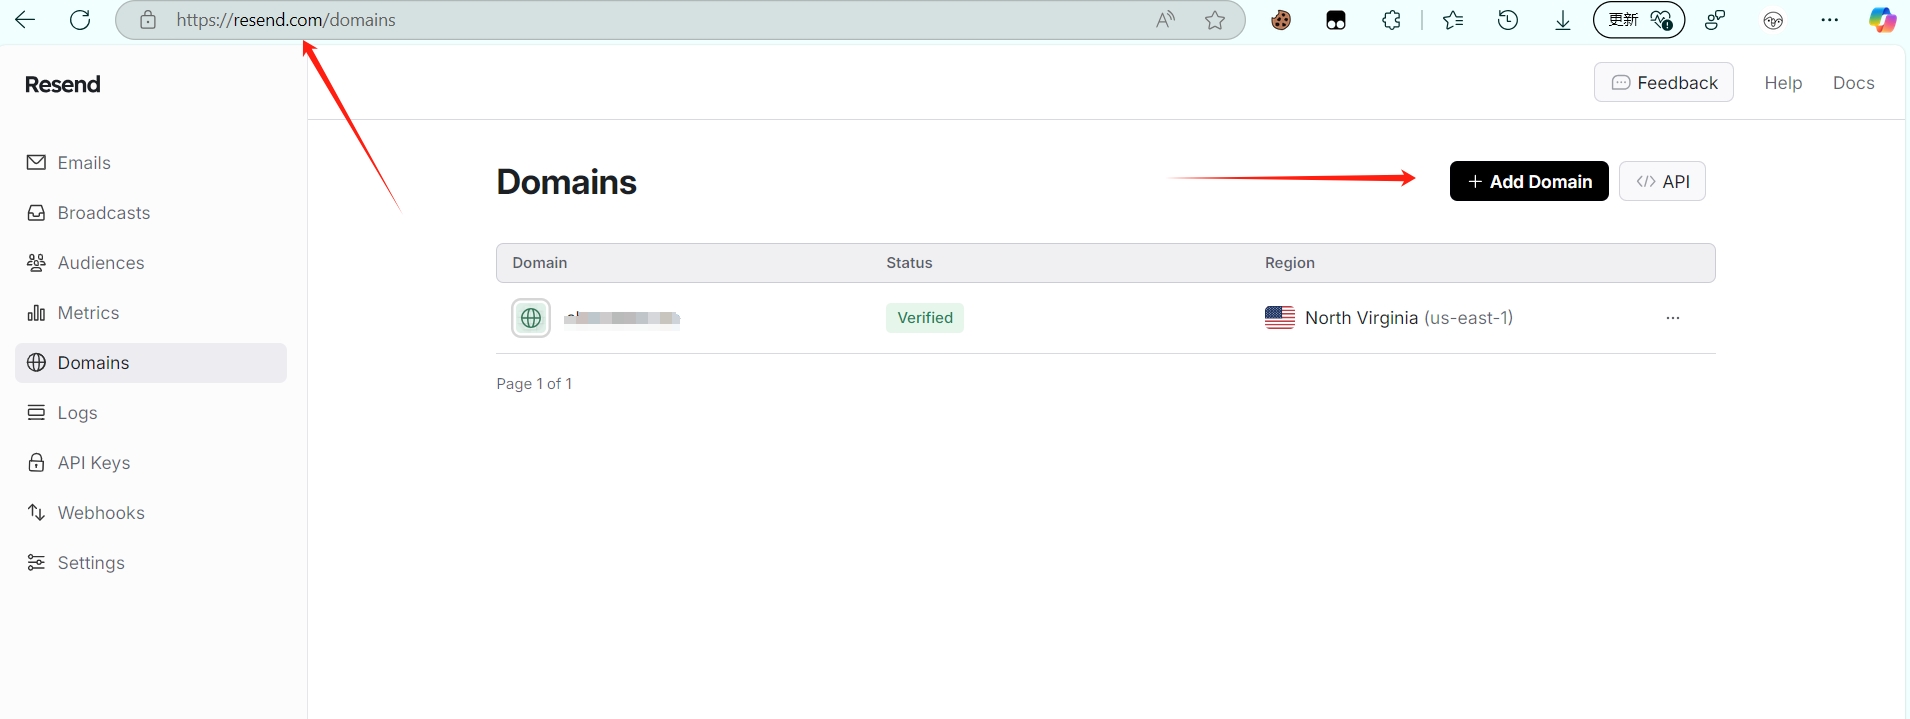 https://resend.com/domains
更新
Resend
Feedback
Help
Docs
Emails
Broadcasts
Audiences
Metrics
Domains
Logs
API Keys
Webhooks
Settings
Domains
+ Add Domain
</> API
Domain Status Region
Verified North Virginia (us-east-1) ...
Page 1 of 1